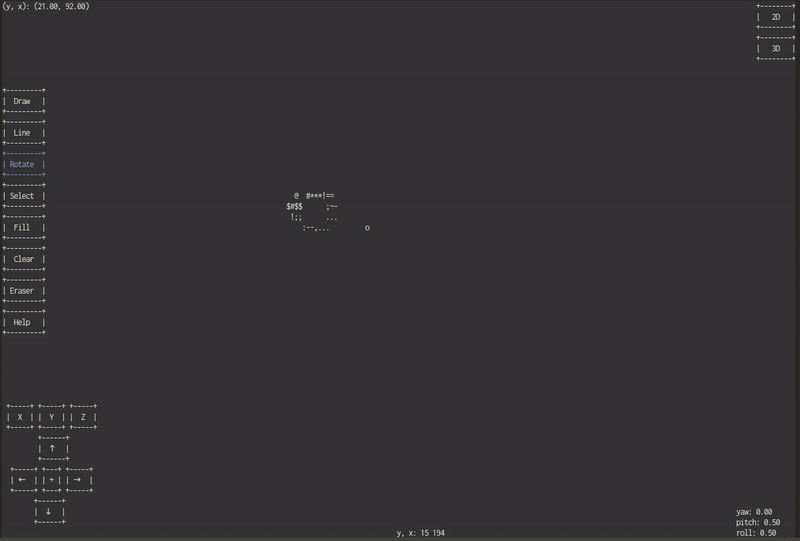 (y, x): (21.00, 92.00)
2D
3D
Draw
Line
Rotate
Select
Fill
Clear
Eraser
Help
@ #***!==
$#$$ ;~-
!;; ...
:--,... o
X Y Z
↑
← + →
↓
y, x: 15 194
yaw: 0.00
pitch: 0.50
roll: 0.50